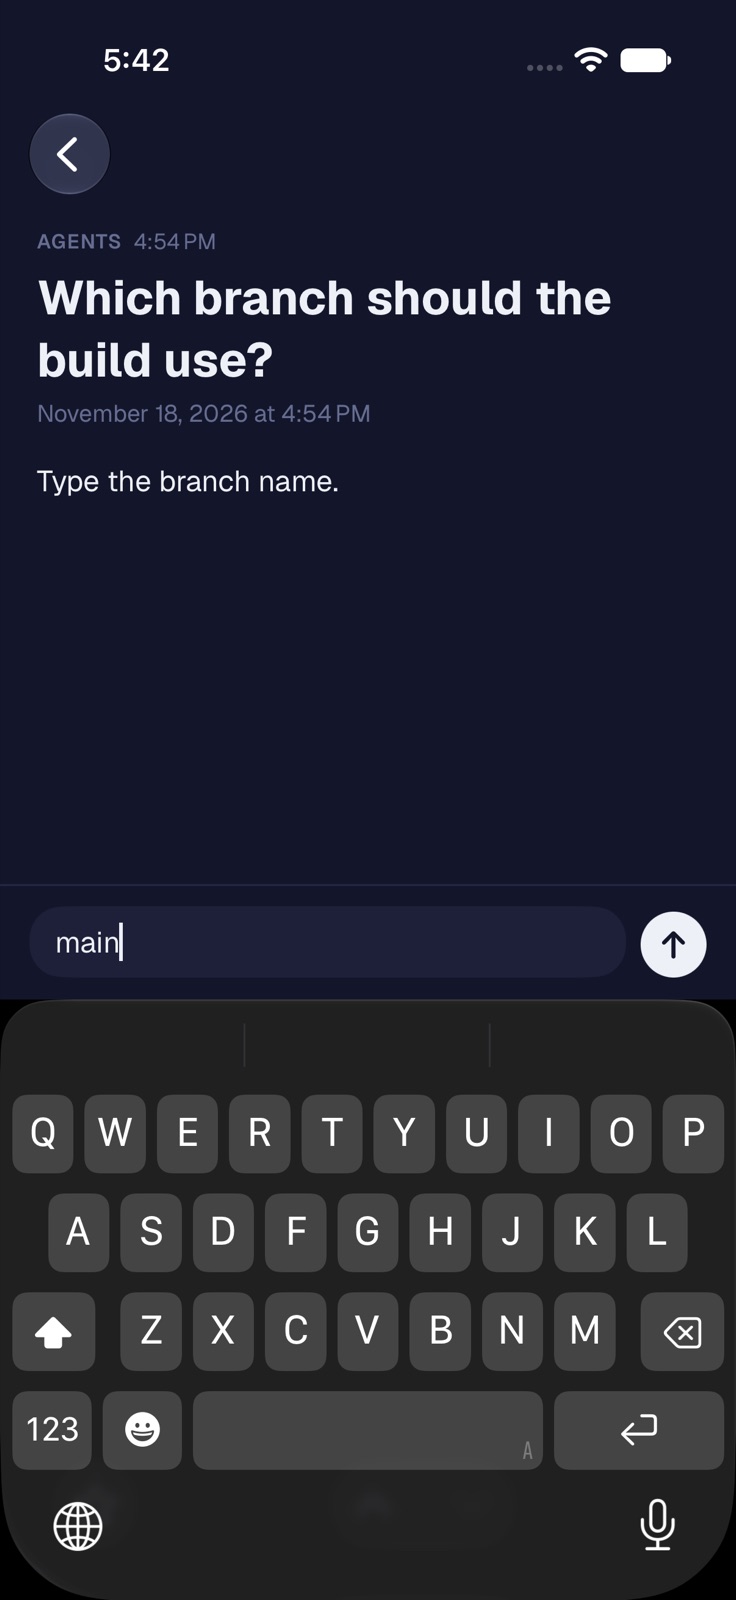 5:42
AGENTS 4:54 PM
Which branch should the
build use?
November 18, 2026 at 4:54 PM
Type the branch name.
main
Q W E R T Y U I O P
A S D F G H J K L
Z X C V B N M
123
A